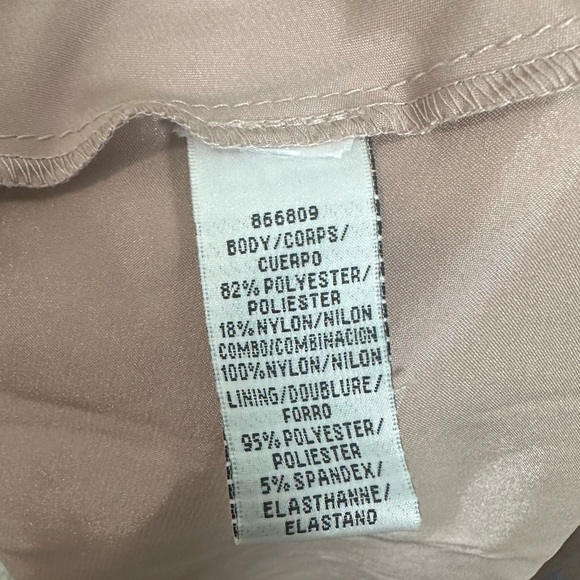 866809
BODY/CORPS/
CUERPO
82% POLYESTER/
POLIESTER
18% NYLON/NILON
COMBO/COMBINACION
100% NYLON/NILON
LINING/DOUBLURE/
FORRO
95% POLYESTER/
POLIESTER
5% SPANDEX/
ELASTHANNE/
ELASTANO